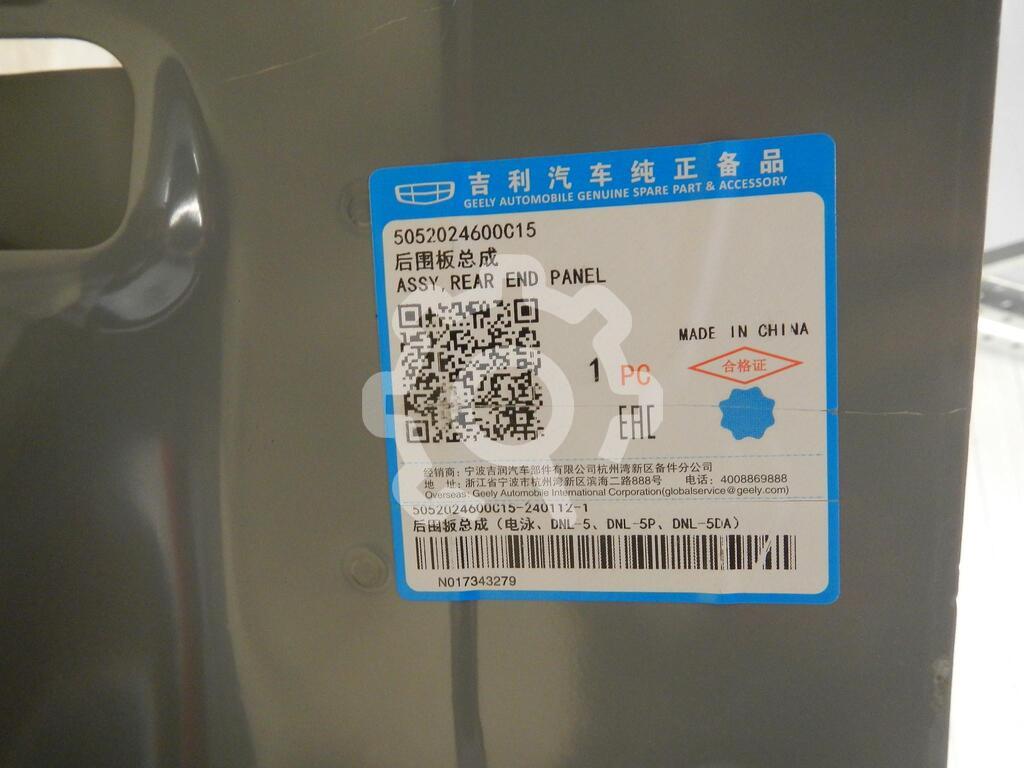 吉利汽车纯正备品
GEELY AUTOMOBILE GENUINE SPARE PART & ACCESSORY
5052024600C15
后围板总成
ASSY,REAR END PANEL
MADE IN CHINA
1 PC
合格证
EAC
经销商：宁波吉润汽车部件有限公司杭州湾新区备件分公司
地 址：浙江省宁波市杭州湾新区滨海二路888号 电话：4008869888
Overseas: Geely Automobile International Corporation(globalservice@geely.com)
5052024600C15-240112-1
后围板总成（电泳、DNL-5、DNL-5P、DNL-5DA）
N017343279